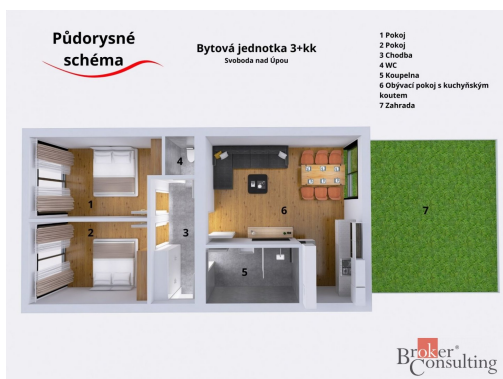 Půdorysné
schéma
Bytová jednotka 3+kk
Svoboda nad Úpou
1 Pokoj
2 Pokoj
3 Chodba
4 WC
5 Koupelna
6 Obývací pokoj s kuchyňským
koutem
7 Zahrada
4
1
2
3
6
5
7
Broker®
Consulting